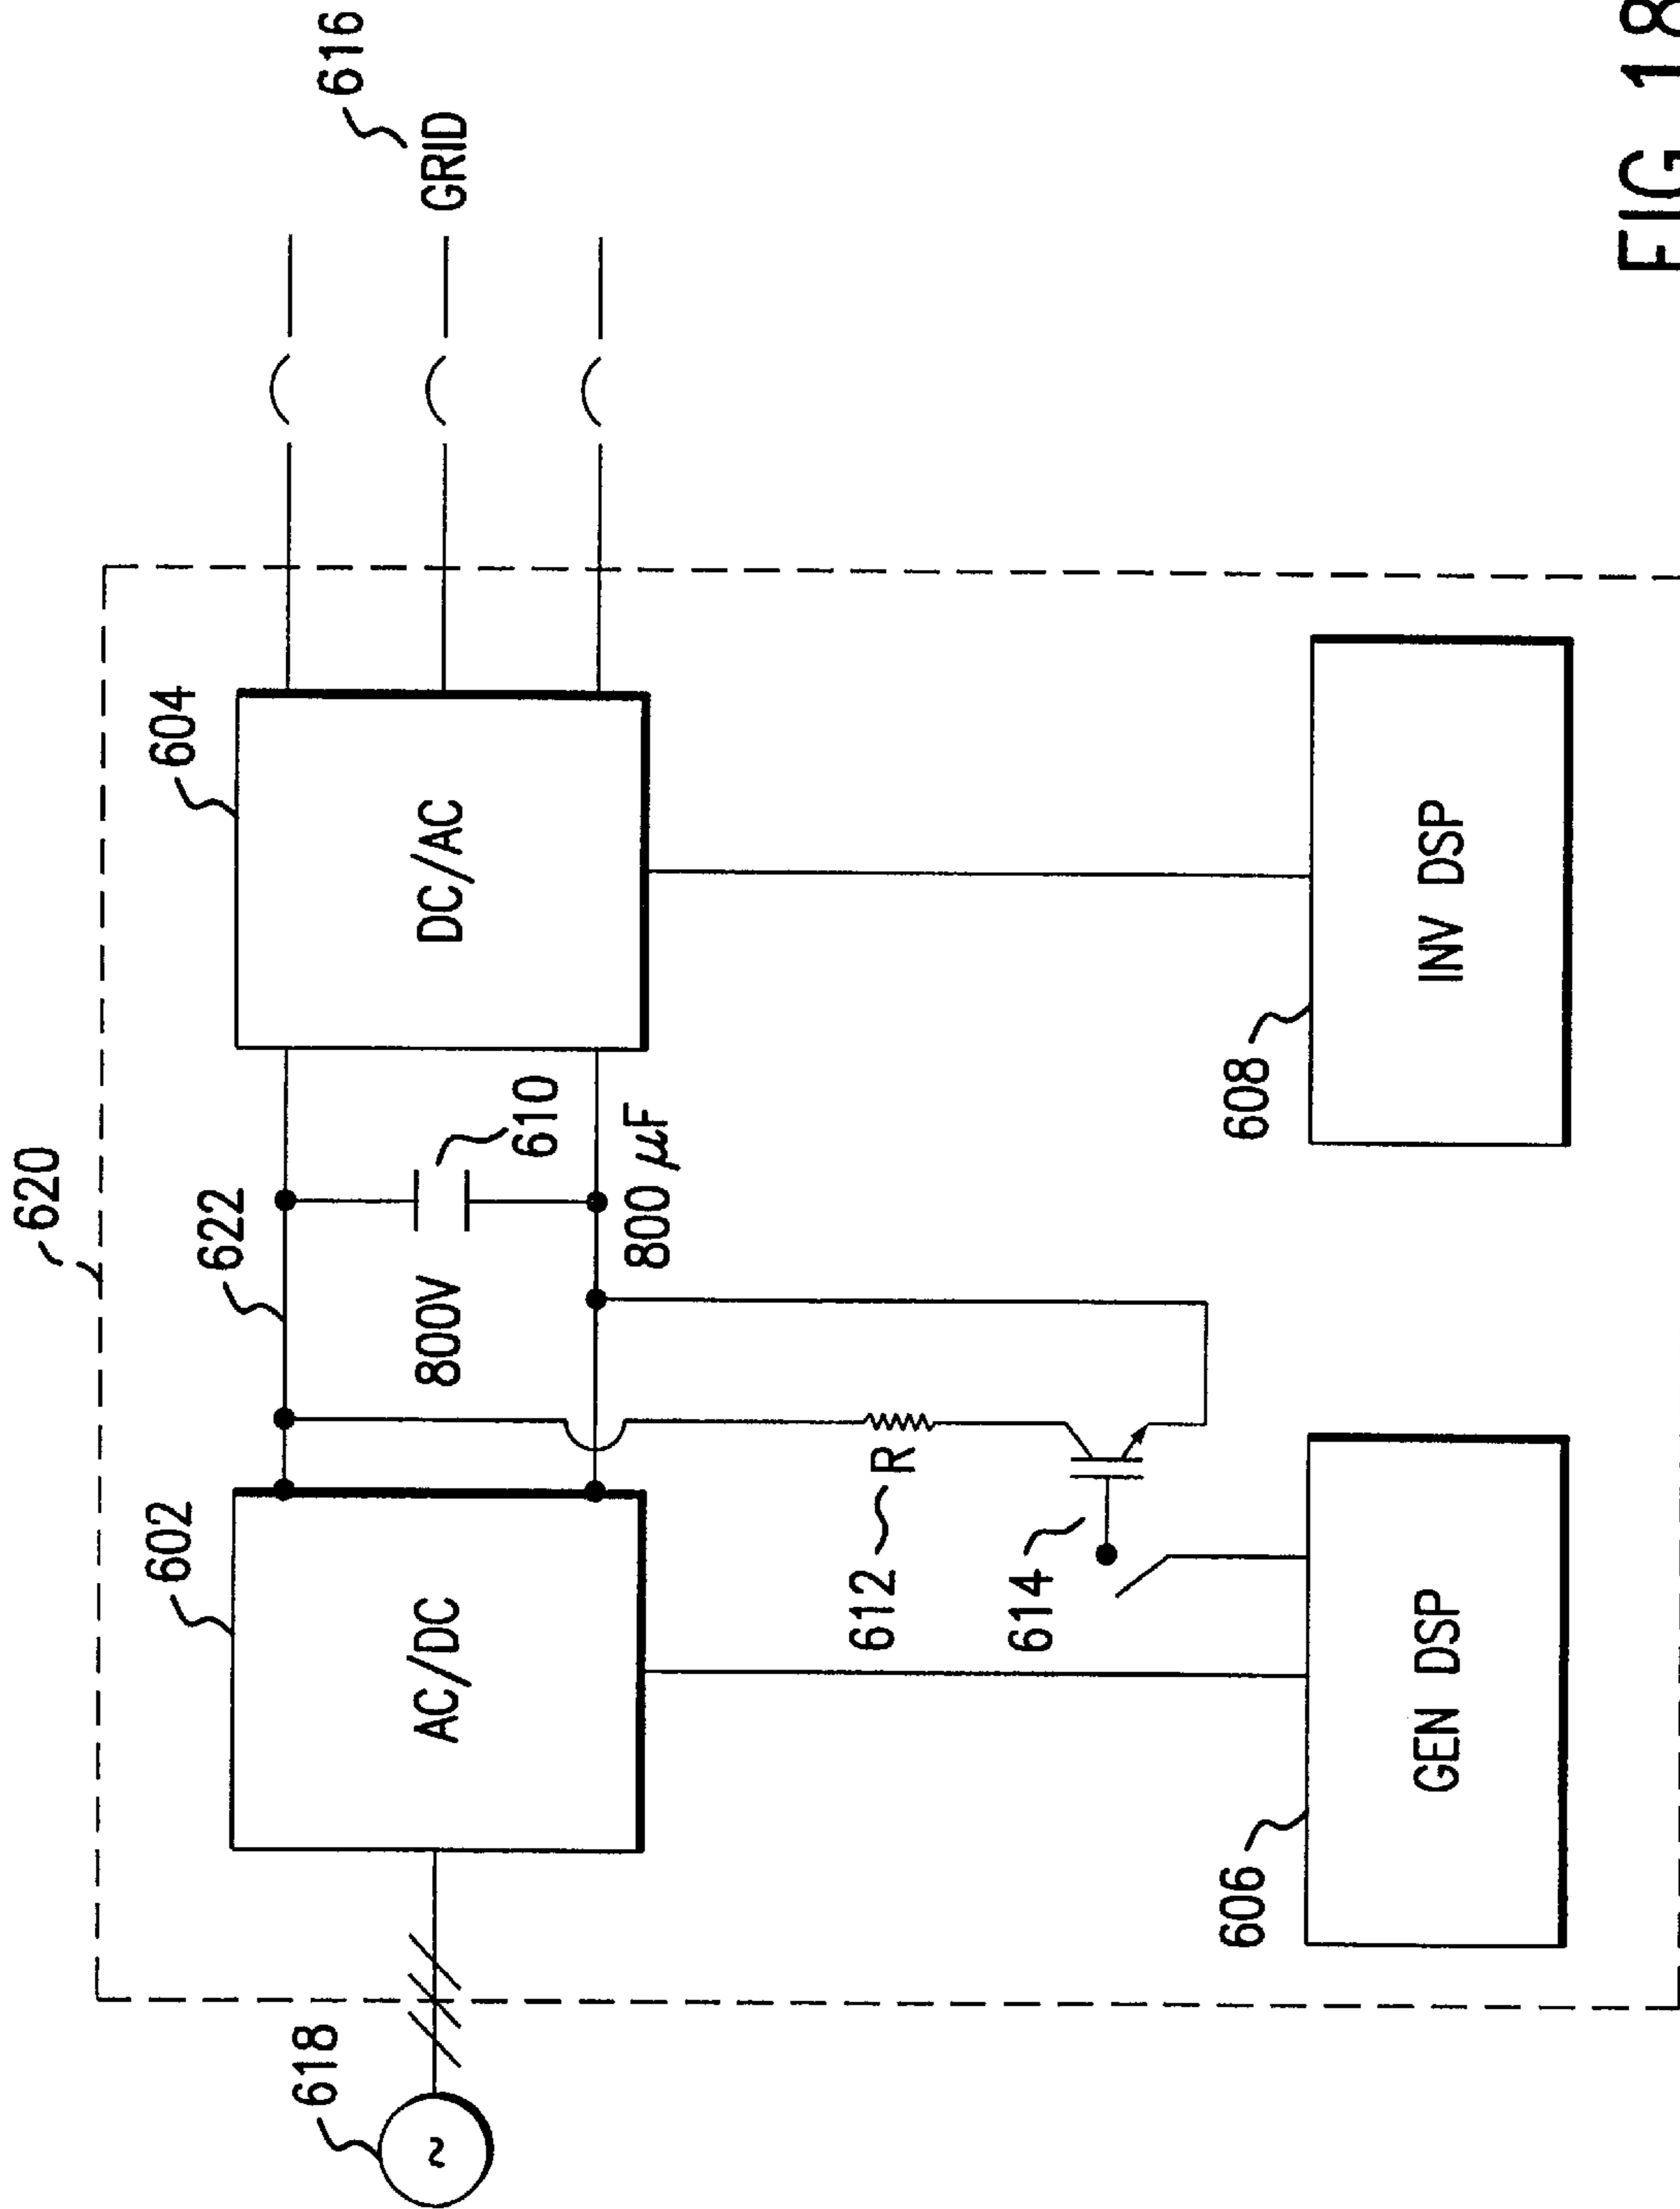 620
602
622
604
616
618
AC/DC
800V
610
DC/AC
GRID
800 μF
612
R
614
606
608
GEN DSP
INV DSP
FIG 18